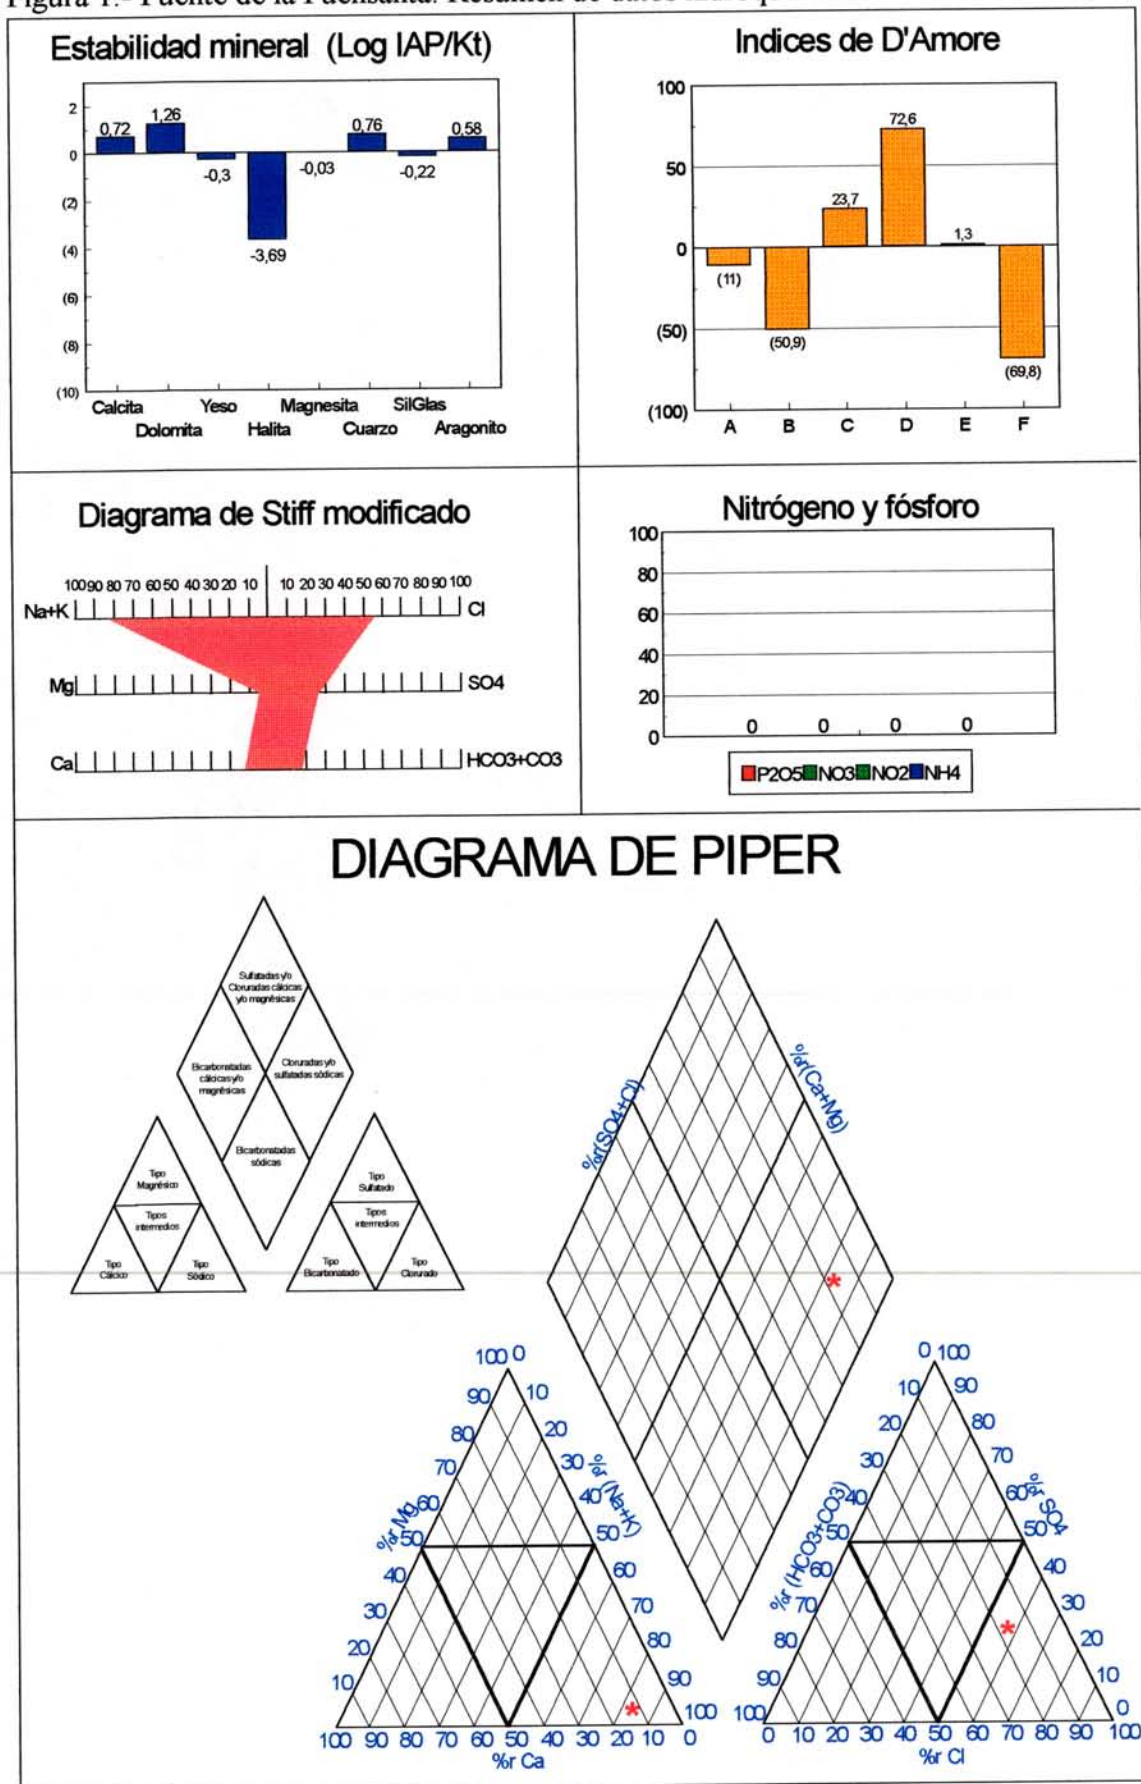 Figura 1.- Fuente de la Fuensanta. Resumen de datos
Estabilidad mineral (Log IAP/Kt)
2
0
(2)
(4)
(6)
(8)
(10)
0,72
1,26
-0,3
-3,69
-0,03
0,76
-0,22
0,58
Calcita Yeso Magnesita SilGlas
Dolomita Halita Cuarzo Aragonito
Indices de D'Amore
100
50
0
(50)
(100)
(11)
(50,9)
23,7
72,6
1,3
(69,8)
A B C D E F
Diagrama de Stiff modificado
100 90 80 70 60 50 40 30 20 10 10 20 30 40 50 60 70 80 90 100
Na+K Cl
Mg SO4
Ca HCO3+CO3
Nitrógeno y fósforo
100
80
60
40
20
0
0 0 0 0
P2O5 NO3 NO2 NH4
DIAGRAMA DE PIPER
Sulfatadas y/o
Cloruradas cálcicas
y/o magnésicas
Bicarbonatadas
cálcicas y/o
magnésicas
Cloruradas y/o
sulfatadas sódicas
Bicarbonatadas
sódicas
Tipo
Magnésico
Tipos
intermedios
Tipo
Cálcico
Tipo
Sódico
Tipo
Sulfatado
Tipos
intermedios
Tipo
Bicarbonatado
Tipo
Clorurado
%r(SO4+Cl)
%r(Ca+Mg)
*
100 0
90 10
80 20
70 30
60 40
50 50
40 60
30 70
20 80
10 90
100
%r Mg
%r (Na+K)
*
100 90 80 70 60 50 40 30 20 10 0
%r Ca
0 100
10 90
20 80
30 70
40 60
50 50
60 40
70 30
80 20
90 10
100 0
%r (HCO3+CO3)
%r SO4
*
0 10 20 30 40 50 60 70 80 90 100
%r Cl